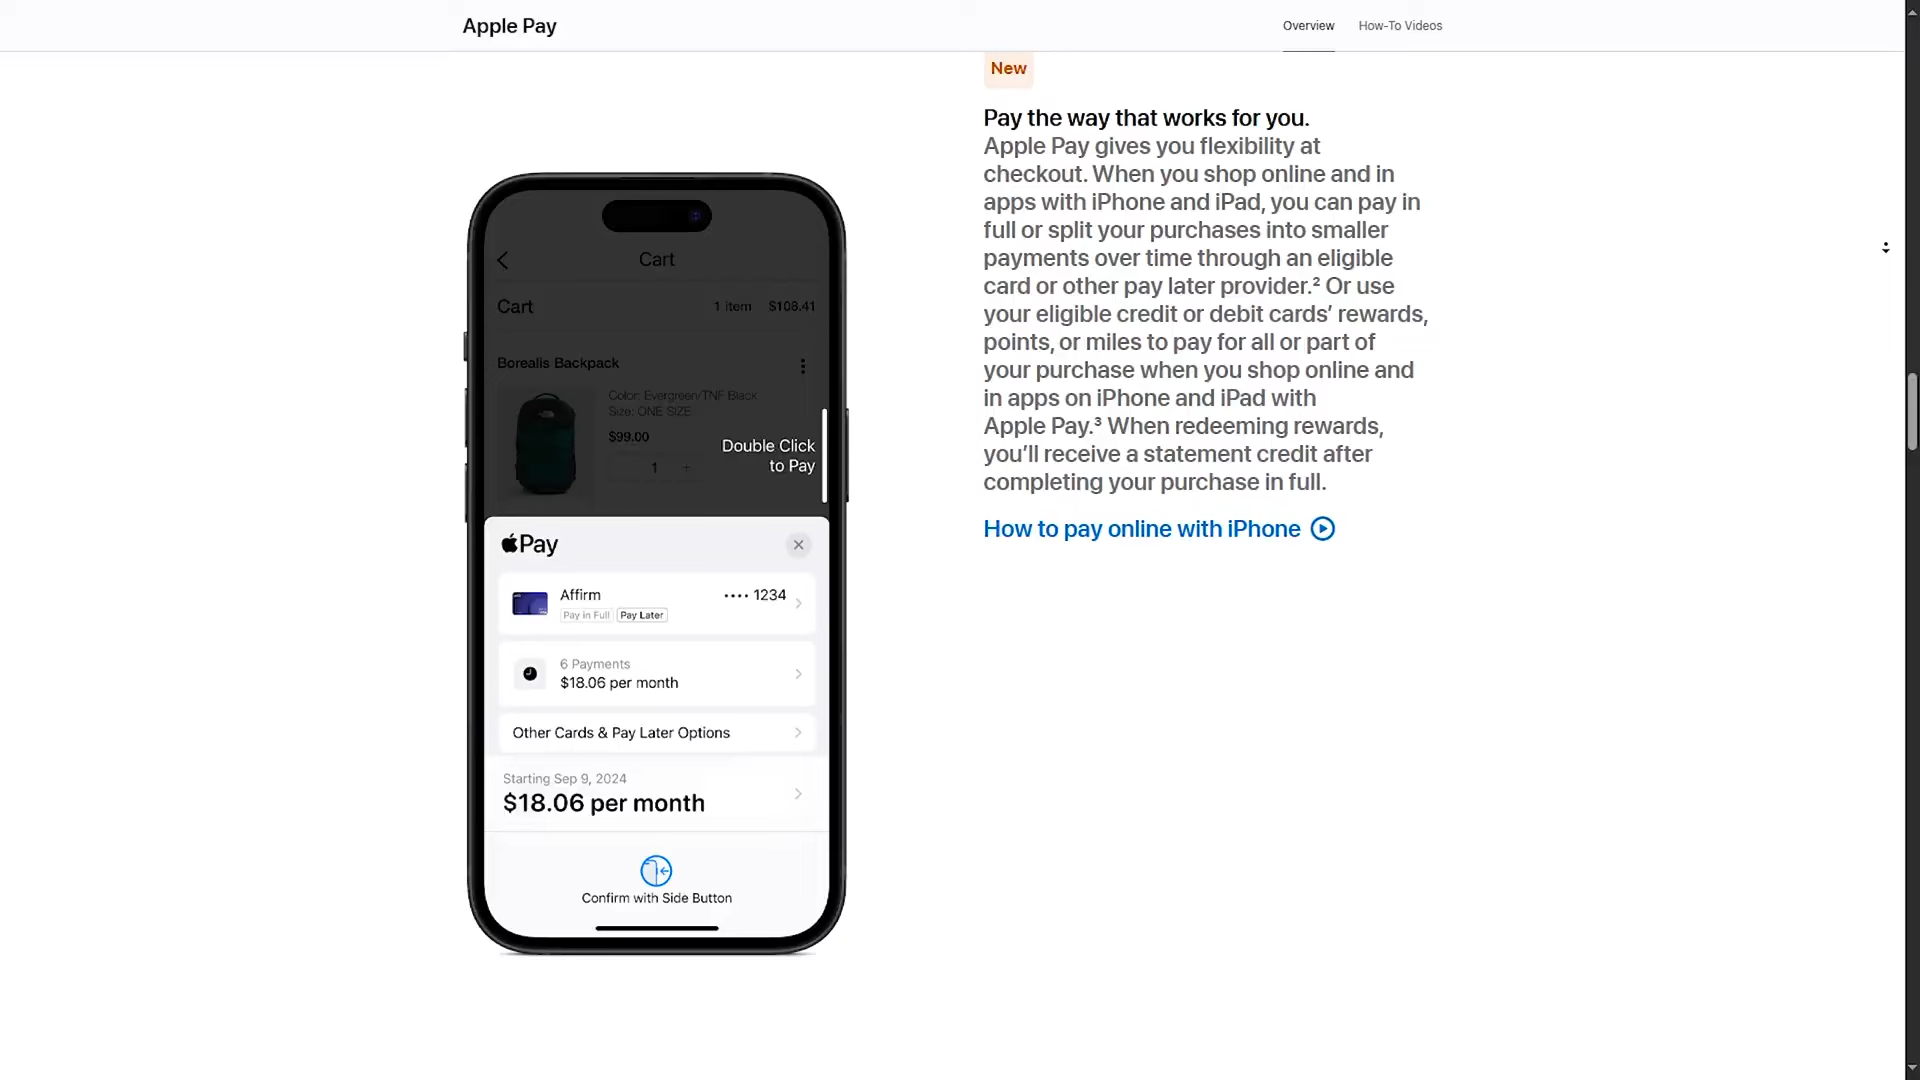 Apple Pay
Overview
How-To Videos
New
Pay the way that works for you.
Apple Pay gives you flexibility at
checkout. When you shop online and in
apps with iPhone and iPad, you can pay in
full or split your purchases into smaller
payments over time through an eligible
card or other pay later provider.² Or use
your eligible credit or debit cards’ rewards,
points, or miles to pay for all or part of
your purchase when you shop online and
in apps on iPhone and iPad with
Apple Pay.³ When redeeming rewards,
you’ll receive a statement credit after
completing your purchase in full.
How to pay online with iPhone
Cart
Cart 1 item $108.41
Borealis Backpack
Color: Evergreen/TNF Black
Size: ONE SIZE
$99.00
1 +
Double Click
to Pay
Pay
Affirm •••• 1234
Pay in Full Pay Later
6 Payments
$18.06 per month
Other Cards & Pay Later Options
Starting Sep 9, 2024
$18.06 per month
Confirm with Side Button